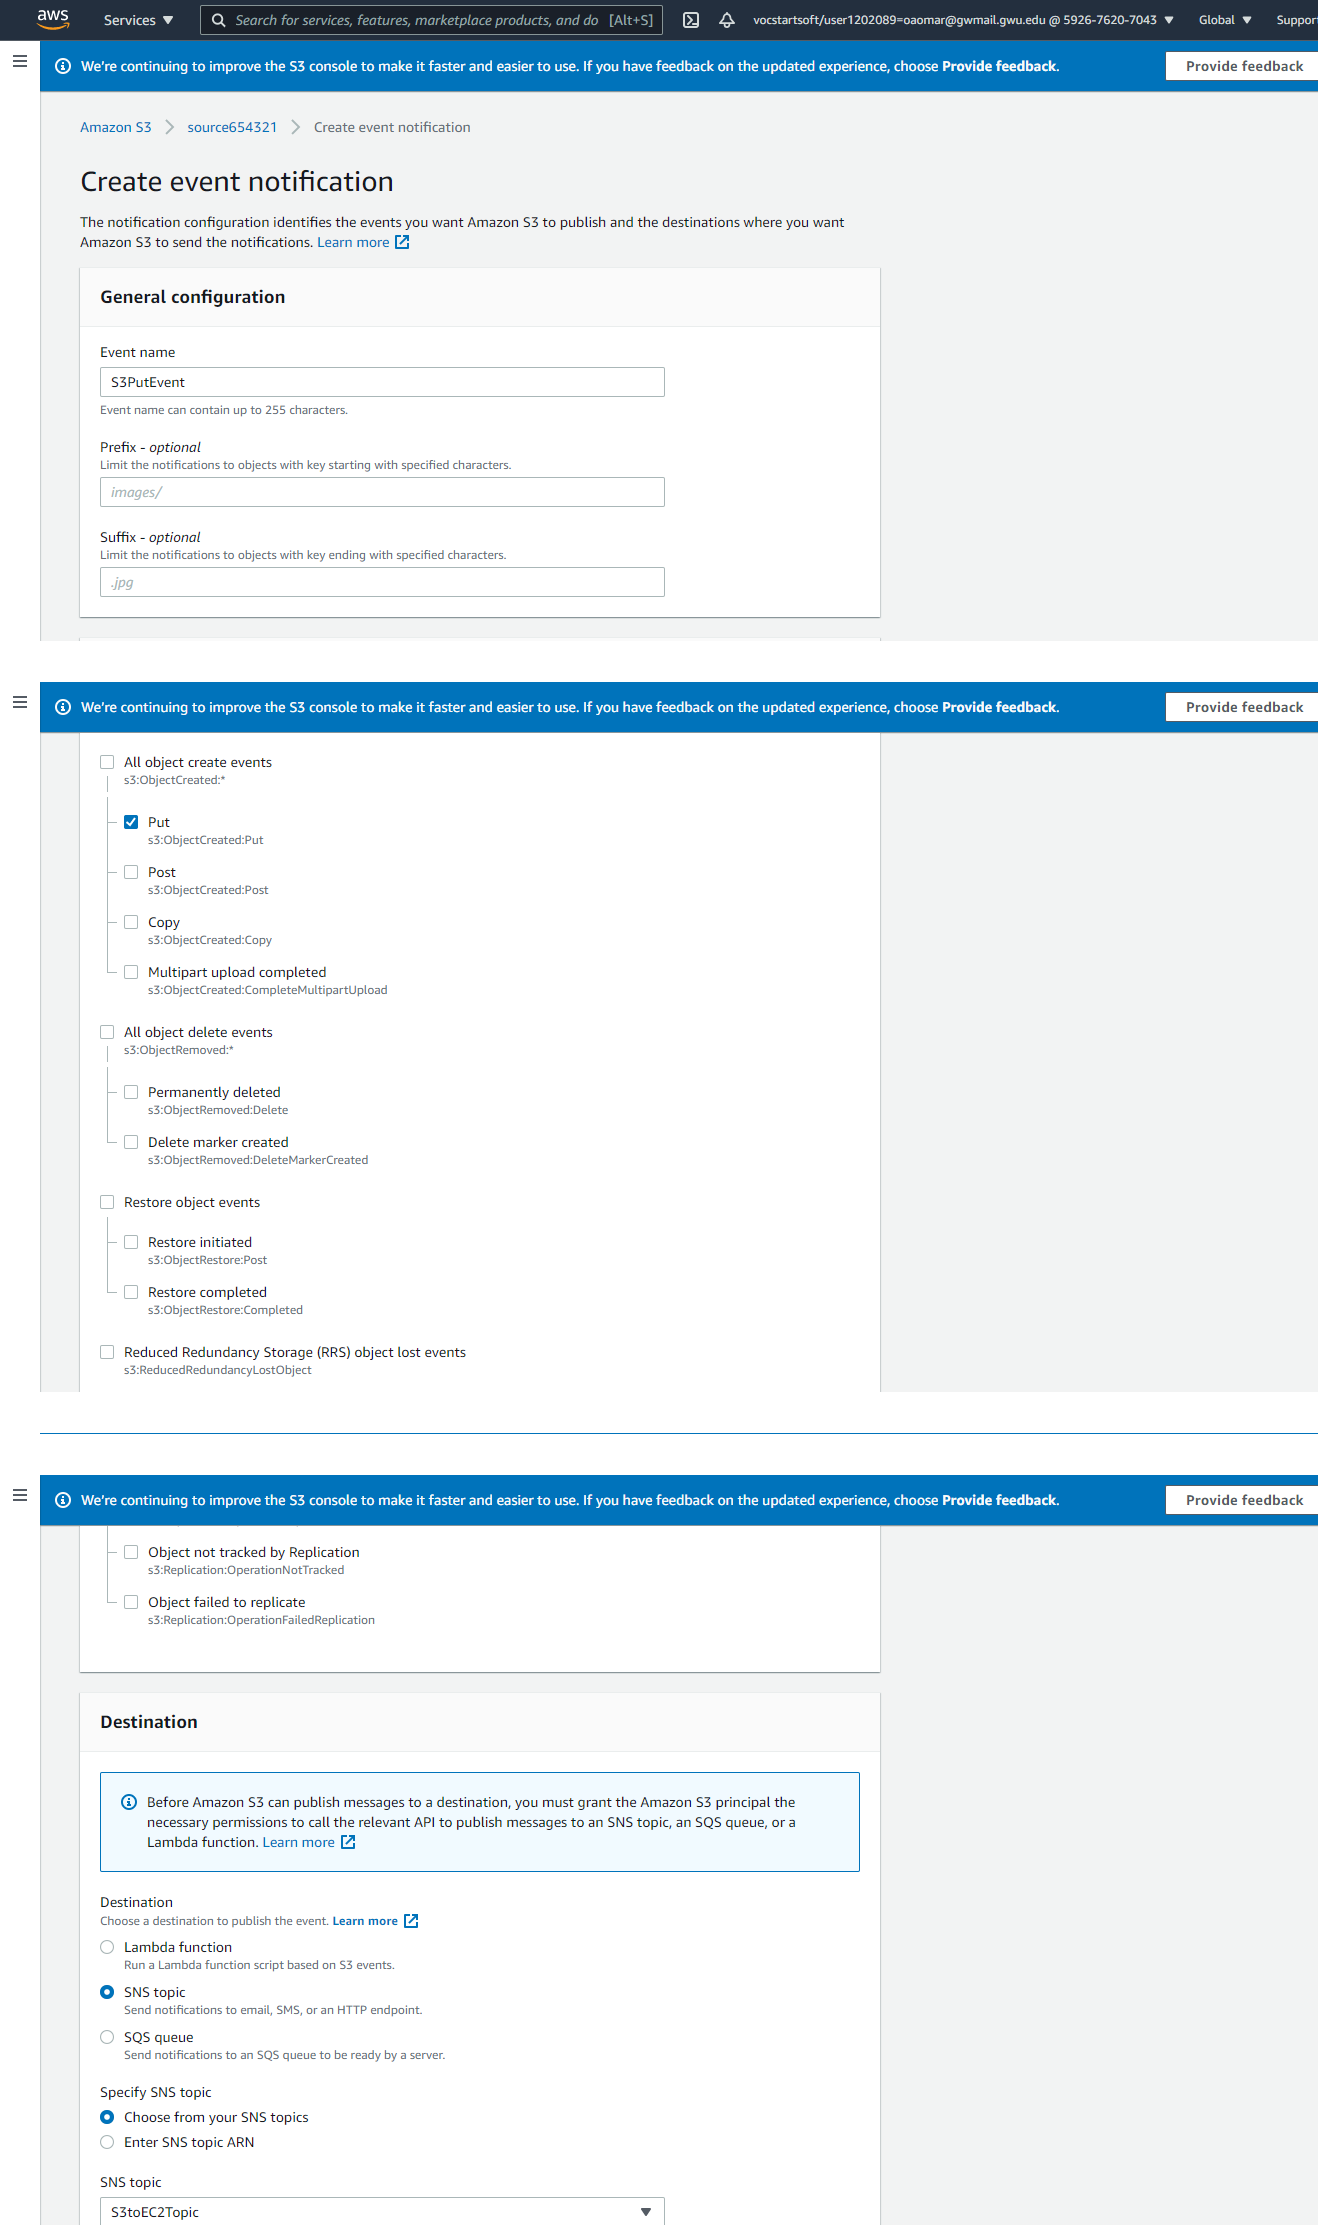 aws Services ▼ Search for services, features, marketplace products, and do [Alt+S] vocstartsoft/user1202089=oaomar@gwmail.gwu.edu @ 5926-7620-7043 ▼ Global ▼ Suppor
We're continuing to improve the S3 console to make it faster and easier to use. If you have feedback on the updated experience, choose Provide feedback. Provide feedback
Amazon S3 > source654321 > Create event notification
Create event notification
The notification configuration identifies the events you want Amazon S3 to publish and the destinations where you want
Amazon S3 to send the notifications. Learn more
General configuration
Event name
S3PutEvent
Event name can contain up to 255 characters.
Prefix - optional
Limit the notifications to objects with key starting with specified characters.
images/
Suffix - optional
Limit the notifications to objects with key ending with specified characters.
.jpg
We're continuing to improve the S3 console to make it faster and easier to use. If you have feedback on the updated experience, choose Provide feedback. Provide feedback
All object create events
s3:ObjectCreated:*
Put
s3:ObjectCreated:Put
Post
s3:ObjectCreated:Post
Copy
s3:ObjectCreated:Copy
Multipart upload completed
s3:ObjectCreated:CompleteMultipartUpload
All object delete events
s3:ObjectRemoved:*
Permanently deleted
s3:ObjectRemoved:Delete
Delete marker created
s3:ObjectRemoved:DeleteMarkerCreated
Restore object events
Restore initiated
s3:ObjectRestore:Post
Restore completed
s3:ObjectRestore:Completed
Reduced Redundancy Storage (RRS) object lost events
s3:ReducedRedundancyLostObject
We're continuing to improve the S3 console to make it faster and easier to use. If you have feedback on the updated experience, choose Provide feedback. Provide feedback
Object not tracked by Replication
s3:Replication:OperationNotTracked
Object failed to replicate
s3:Replication:OperationFailedReplication
Destination
Before Amazon S3 can publish messages to a destination, you must grant the Amazon S3 principal the
necessary permissions to call the relevant API to publish messages to an SNS topic, an SQS queue, or a
Lambda function. Learn more
Destination
Choose a destination to publish the event. Learn more
Lambda function
Run a Lambda function script based on S3 events.
SNS topic
Send notifications to email, SMS, or an HTTP endpoint.
SQS queue
Send notifications to an SQS queue to be ready by a server.
Specify SNS topic
Choose from your SNS topics
Enter SNS topic ARN
SNS topic
S3toEC2Topic ▼